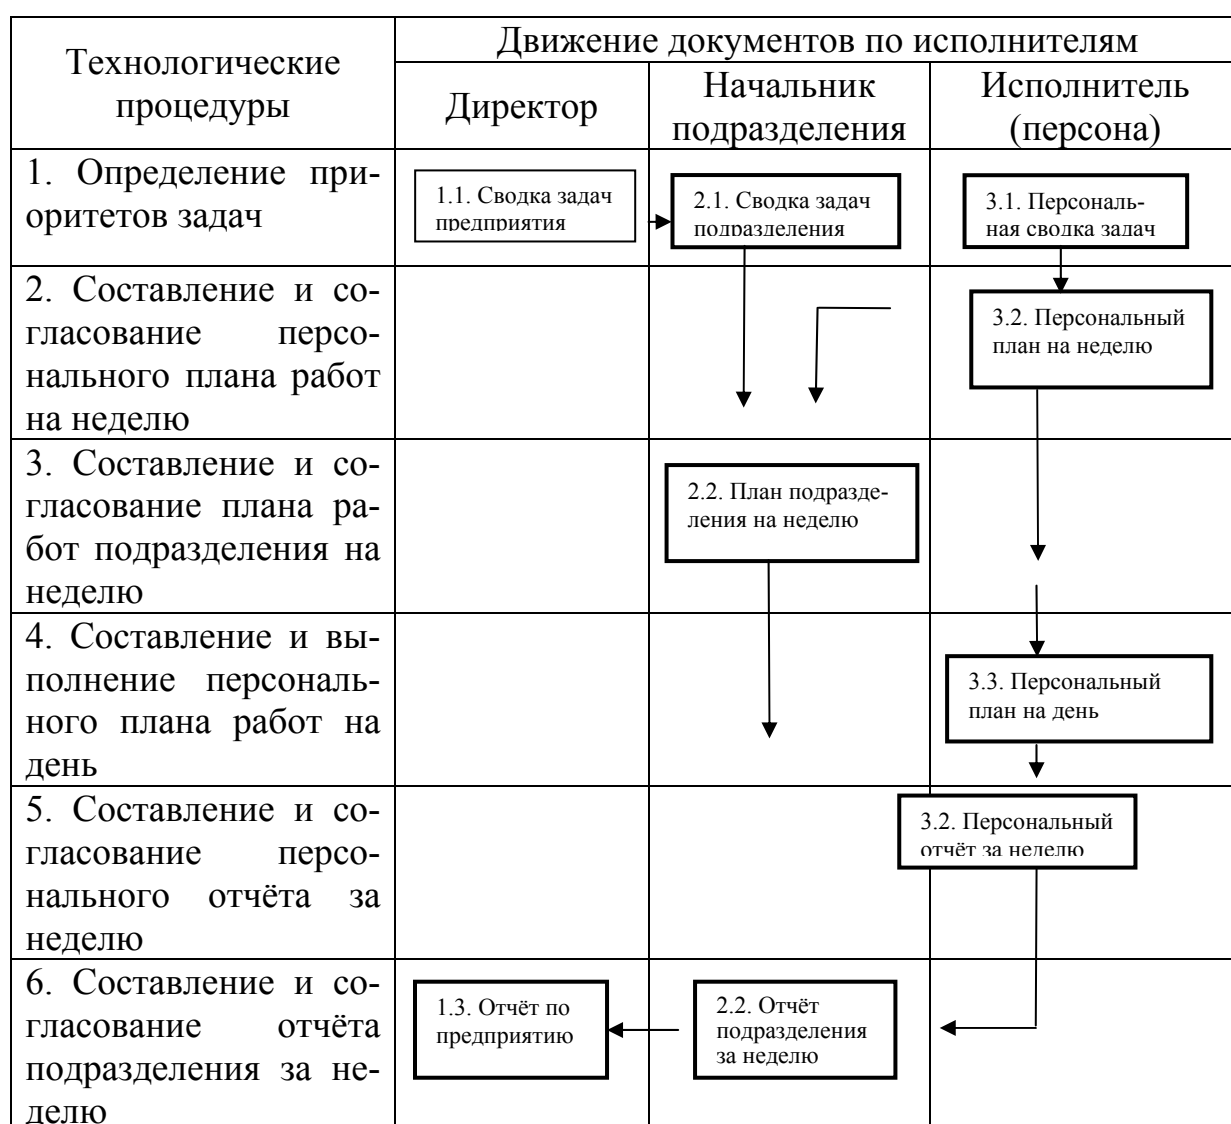 Технологические
процедуры
Движение документов по исполнителям
Директор
Начальник
подразделения
Исполнитель
(персона)
1. Определение при-
оритетов задач
1.1. Сводка задач
предприятия
2.1. Сводка задач
подразделения
3.1. Персональ-
ная сводка задач
2. Составление и со-
гласование персо-
нального плана работ
на неделю
3.2. Персональный
план на неделю
3. Составление и со-
гласование плана ра-
бот подразделения на
неделю
2.2. План подразде-
ления на неделю
4. Составление и вы-
полнение персональ-
ного плана работ на
день
3.3. Персональный
план на день
5. Составление и со-
гласование персо-
нального отчёта за
неделю
3.2. Персональный
отчёт за неделю
6. Составление и со-
гласование отчёта
подразделения за не-
делю
1.3. Отчёт по
предприятию
2.2. Отчёт
подразделения
за неделю